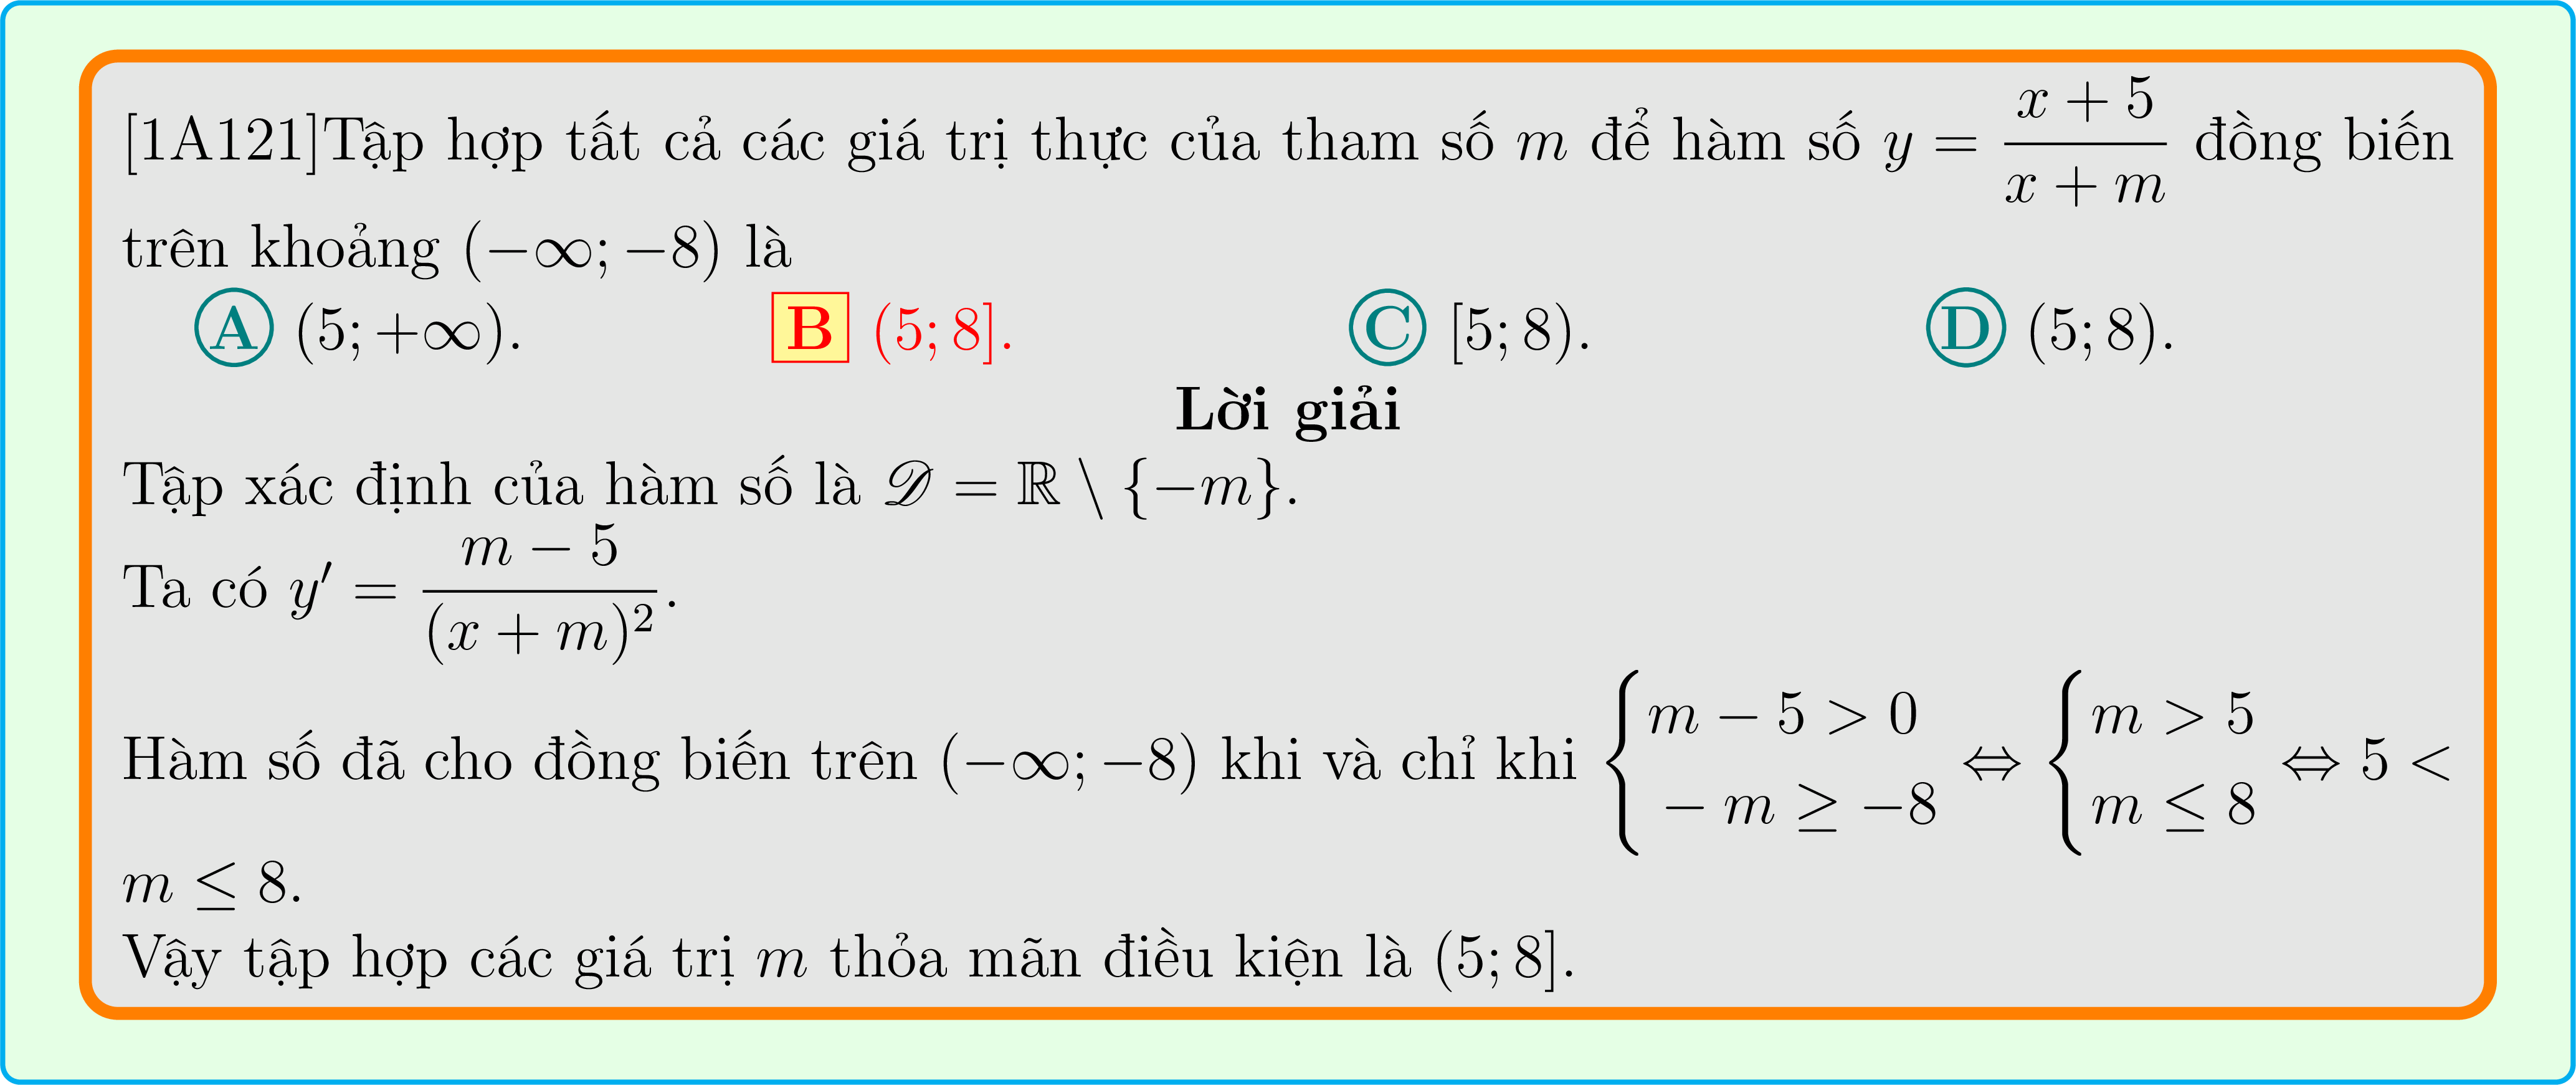 [1A121]Tập hợp tất cả các giá trị thực của tham số $m$ để hàm số $y = \dfrac{x+5}{x+m}$ đồng biến
trên khoảng $(-\infty; -8)$ là
A $(5; +\infty)$. B $(5; 8]$. C $[5; 8)$. D $(5; 8)$.
Lời giải
Tập xác định của hàm số là $\mathscr{D} = \mathbb{R} \setminus \{-m\}$.
Ta có $y' = \dfrac{m-5}{(x+m)^2}$.
Hàm số đã cho đồng biến trên $(-\infty; -8)$ khi và chỉ khi $\begin{cases} m-5 > 0 \\ -m \geq -8 \end{cases} \Leftrightarrow \begin{cases} m > 5 \\ m \leq 8 \end{cases} \Leftrightarrow 5 <$
$m \leq 8$.
Vậy tập hợp các giá trị $m$ thỏa mãn điều kiện là $(5; 8]$.